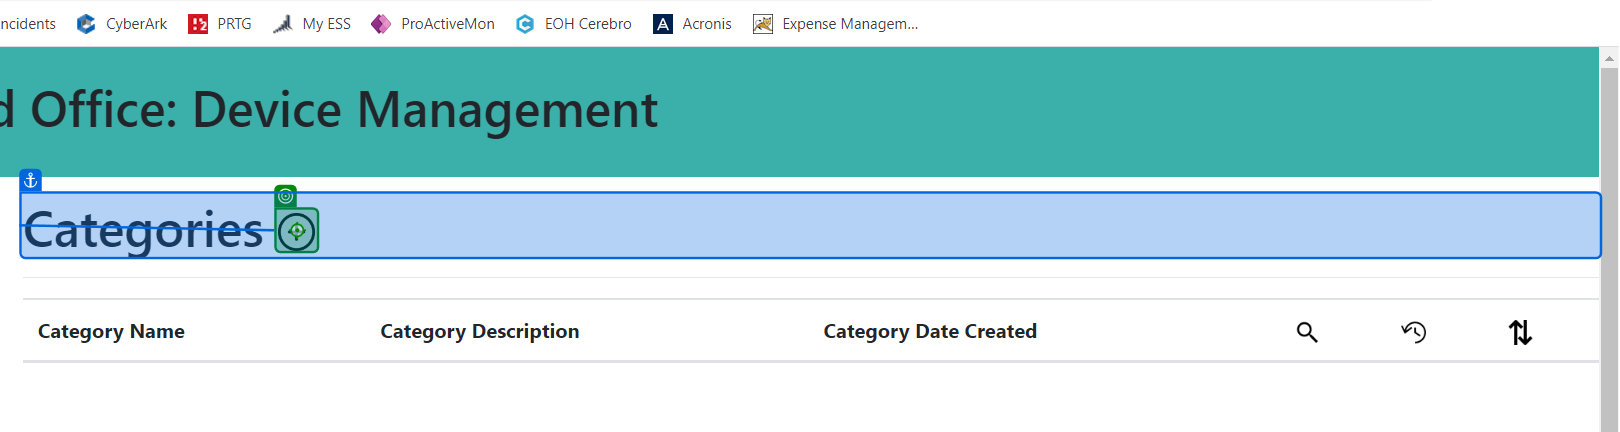 ncidents CyberArk PRTG My ESS ProActiveMon EOH Cerebro A Acronis Expense Managem...
d Office: Device Management
Categories
Category Name Category Description Category Date Created